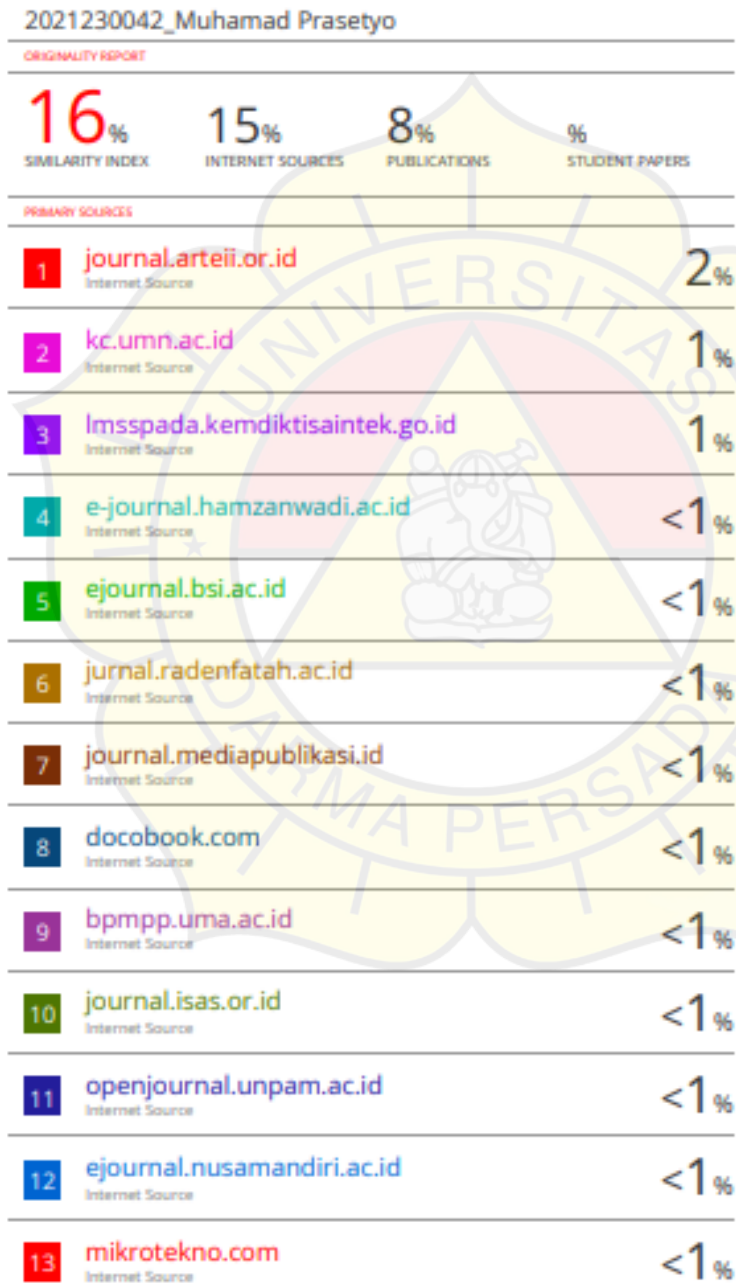 2021230042_Muhamad Prasetyo
ORIGINALITY REPORT
16% 15% 8% %
SIMILARITY INDEX INTERNET SOURCES PUBLICATIONS STUDENT PAPERS
PRIMARY SOURCES
1 journal.arteii.or.id 2%
Internet Source
2 kc.umn.ac.id 1%
Internet Source
3 lmsspada.kemdiktisaintek.go.id 1%
Internet Source
4 e-journal.hamzanwadi.ac.id <1%
Internet Source
5 ejournal.bsi.ac.id <1%
Internet Source
6 jurnal.radenfatah.ac.id <1%
Internet Source
7 journal.mediapublikasi.id <1%
Internet Source
8 docobook.com <1%
Internet Source
9 bpmpp.uma.ac.id <1%
Internet Source
10 journal.isas.or.id <1%
Internet Source
11 openjournal.unpam.ac.id <1%
Internet Source
12 ejournal.nusamandiri.ac.id <1%
Internet Source
13 mikrotekno.com <1%
Internet Source
UNIVERSITAS
DARMA PERSADA